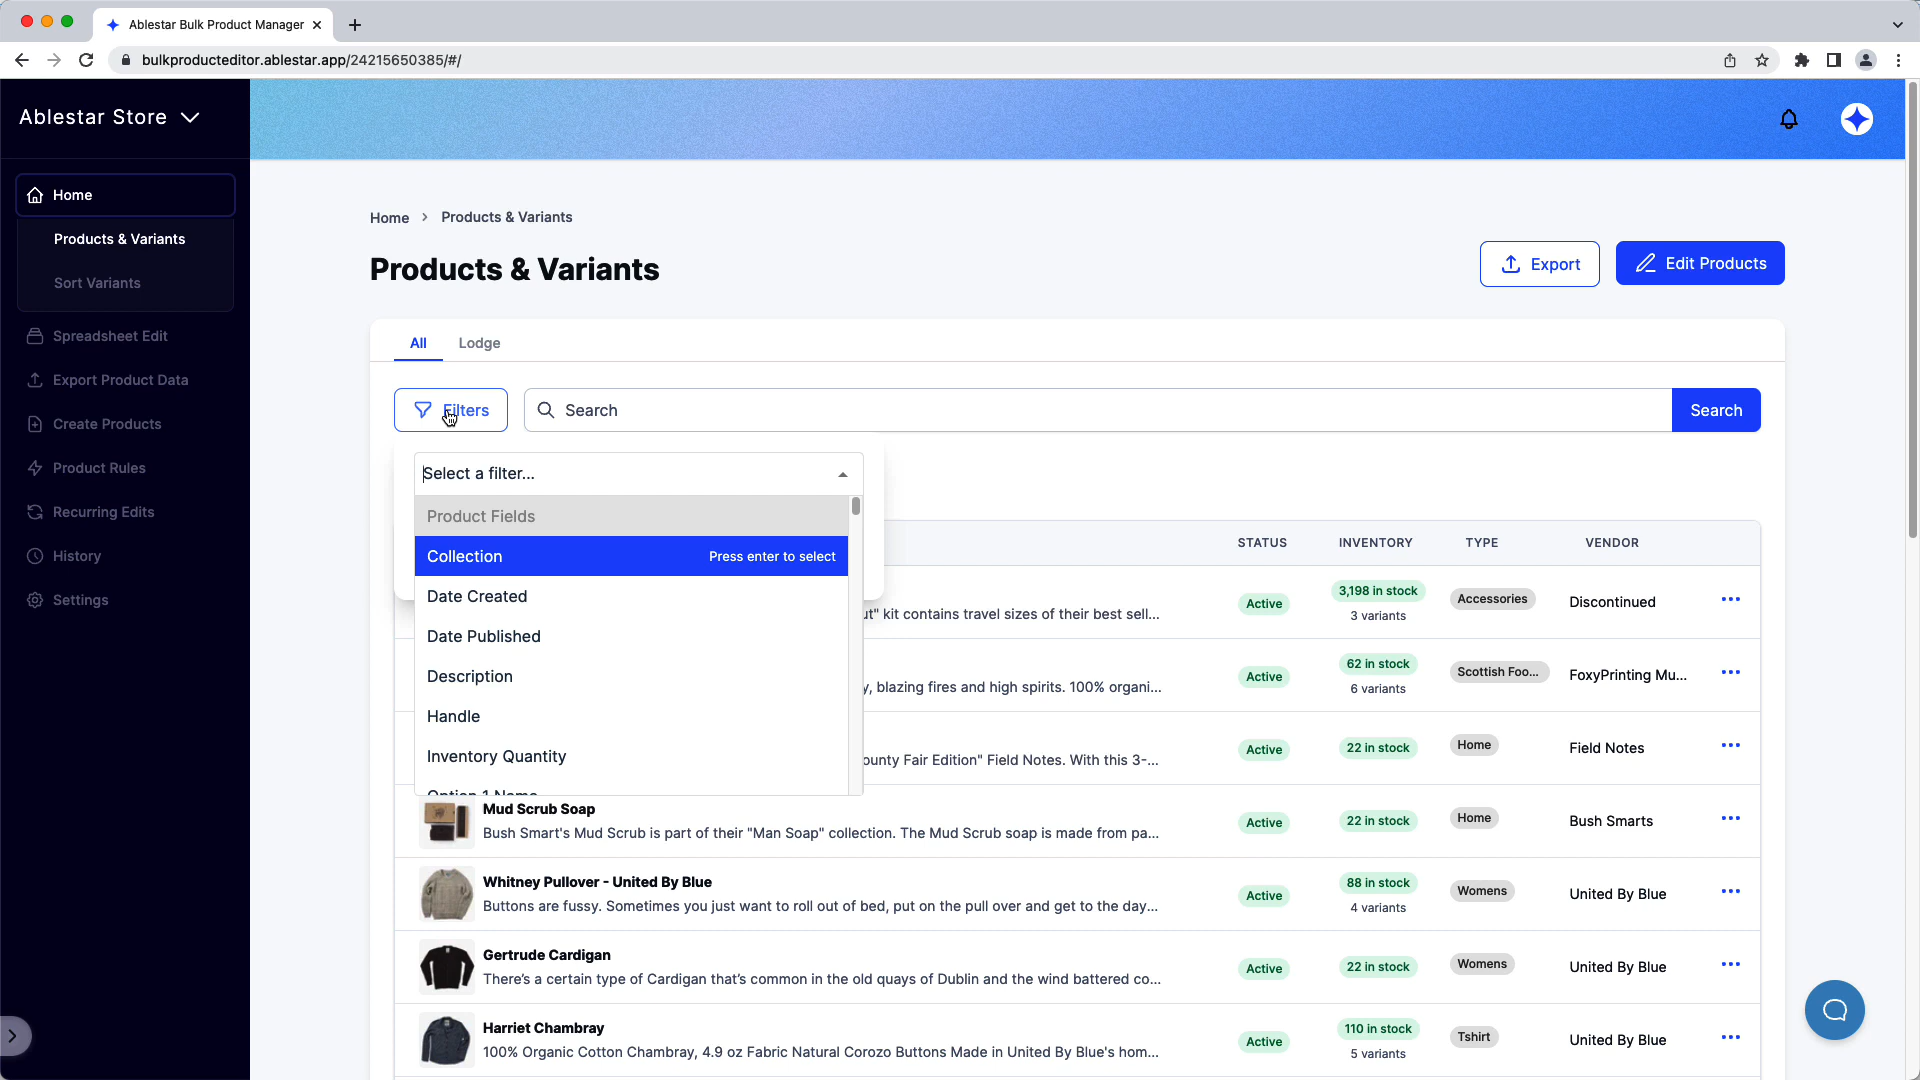 Ablestar Bulk Product Manager
bulkproducteditor.ablestar.app/24215650385/#/
Ablestar Store
Home
Products & Variants
Sort Variants
Spreadsheet Edit
Export Product Data
Create Products
Product Rules
Recurring Edits
History
Settings
Home > Products & Variants
Products & Variants
Export
Edit Products
All
Lodge
Filters
Search
Search
Select a filter...
Product Fields
Collection
Press enter to select
Date Created
Date Published
Description
Handle
Inventory Quantity
Option 1 Name
STATUS
INVENTORY
TYPE
VENDOR
ut" kit contains travel sizes of their best sell...
Active
3,198 in stock
3 variants
Accessories
Discontinued
y, blazing fires and high spirits. 100% organi...
Active
62 in stock
6 variants
Scottish Foo...
FoxyPrinting Mu...
ounty Fair Edition" Field Notes. With this 3-...
Active
22 in stock
Home
Field Notes
Mud Scrub Soap
Bush Smart's Mud Scrub is part of their "Man Soap" collection. The Mud Scrub soap is made from pa...
Active
22 in stock
Home
Bush Smarts
Whitney Pullover - United By Blue
Buttons are fussy. Sometimes you just want to roll out of bed, put on the pull over and get to the day...
Active
88 in stock
4 variants
Womens
United By Blue
Gertrude Cardigan
There's a certain type of Cardigan that's common in the old quays of Dublin and the wind battered co...
Active
22 in stock
Womens
United By Blue
Harriet Chambray
100% Organic Cotton Chambray, 4.9 oz Fabric Natural Corozo Buttons Made in United By Blue's hom...
Active
110 in stock
5 variants
Tshirt
United By Blue